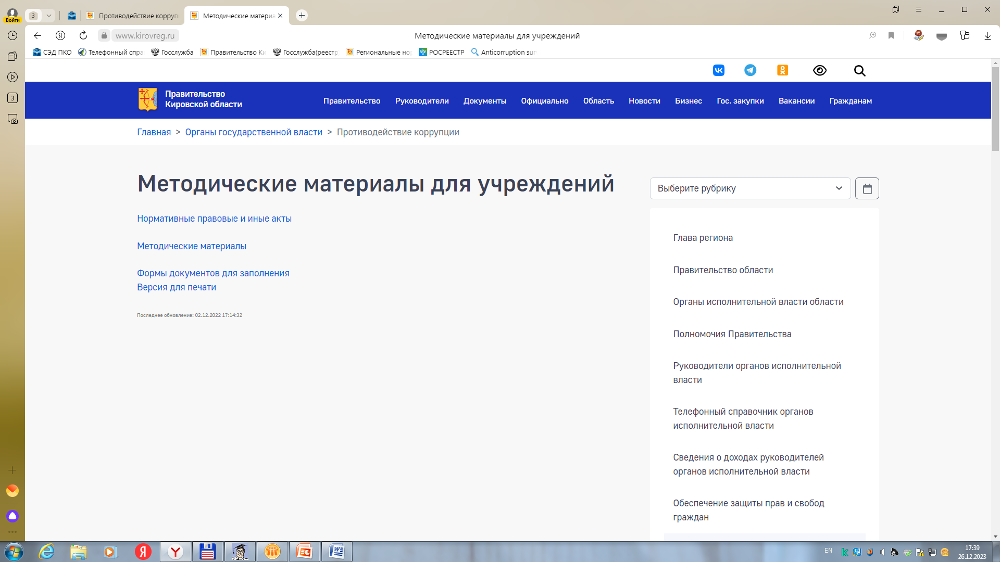 3
Противодействие корруп
Методические матери
Войти
www.kirovreg.ru
Методические материалы для учреждений
СЭД ПКО
Телефонный спра
Госслужба
Правительство Ки
Госслужба(реестр
Региональные но
РОСРЕЕСТР
Anticorruption sur
3
Правительство
Кировской области
Правительство
Руководители
Документы
Официально
Область
Новости
Бизнес
Гос. закупки
Вакансии
Гражданам
Главная > Органы государственной власти > Противодействие коррупции
Методические материалы для учреждений
Выберите рубрику
Нормативные правовые и иные акты
Методические материалы
Формы документов для заполнения
Версия для печати
Последнее обновление: 02.12.2022 17:14:32
Глава региона
Правительство области
Органы исполнительной власти области
Полномочия Правительства
Руководители органов исполнительной
власти
Телефонный справочник органов
исполнительной власти
Сведения о доходах руководителей
органов исполнительной власти
Обеспечение защиты прав и свобод
граждан
EN
17:39
26.12.2023